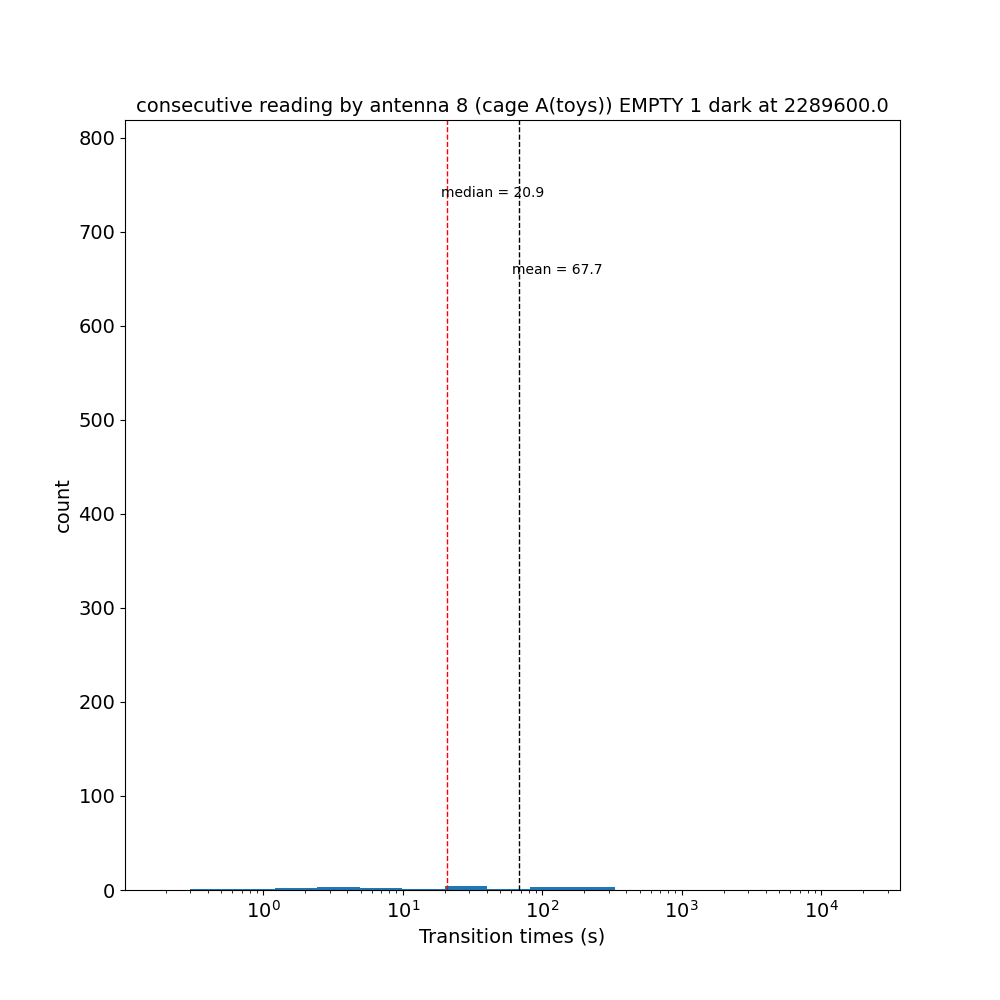 consecutive reading by antenna 8 (cage A(toys)) EMPTY 1 dark at 2289600.0
800
700
600
500
400
300
200
100
0
count
median = 20.9
mean = 67.7
10^0
10^1
10^2
10^3
10^4
Transition times (s)